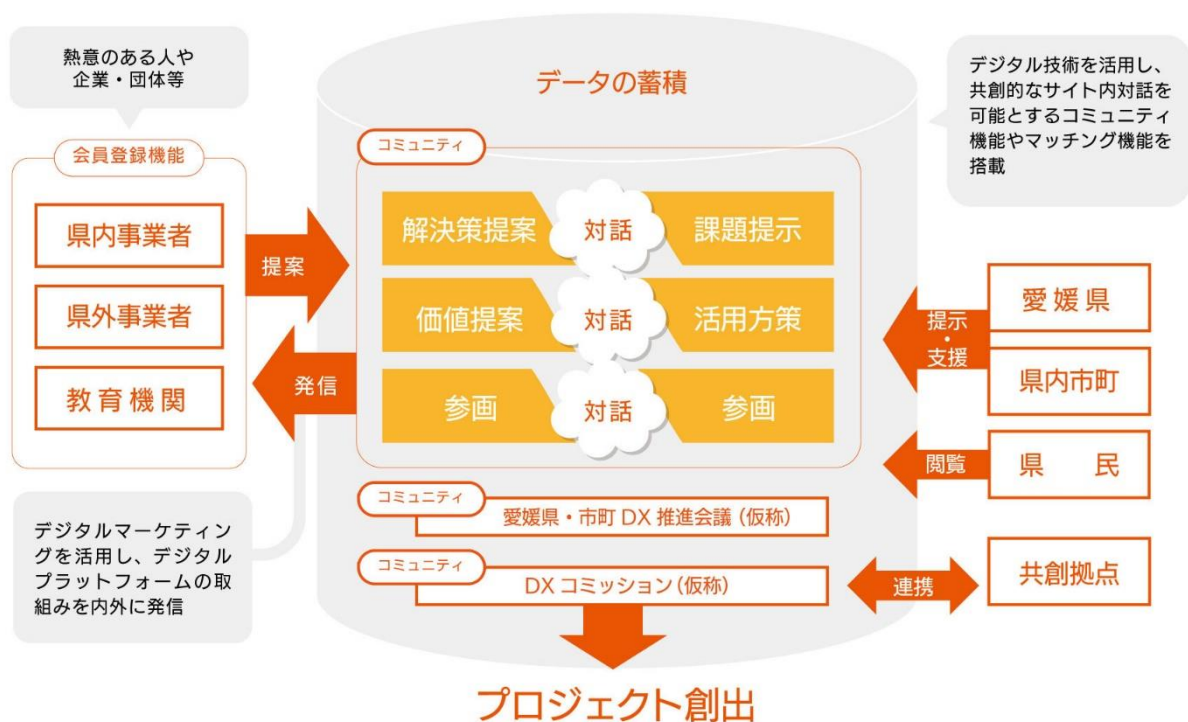 熱意のある人や
企業・団体等
会員登録機能
県内事業者
県外事業者
教育機関
提案
発信
デジタルマーケティン
グを活用し、デジタル
プラットフォームの取
組みを内外に発信
データの蓄積
コミュニティ
解決策提案
対話
課題提示
価値提案
対話
活用方策
参画
対話
参画
コミュニティ
愛媛県・市町 DX 推進会議（仮称）
コミュニティ
DX コミッション（仮称）
プロジェクト創出
デジタル技術を活用し、
共創的なサイト内対話を
可能とするコミュニティ
機能やマッチング機能を
搭載
提示
・
支援
愛媛県
県内市町
閲覧
県　民
連携
共創拠点